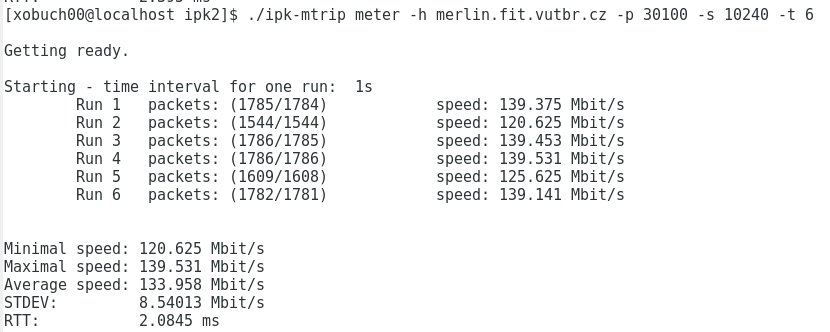 [xobuch00@localhost ipk2]$ ./ipk-mtrip meter -h merlin.fit.vutbr.cz -p 30100 -s 10240 -t 6
Getting ready.
Starting - time interval for one run:  1s
        Run 1   packets: (1785/1784)            speed: 139.375 Mbit/s
        Run 2   packets: (1544/1544)            speed: 120.625 Mbit/s
        Run 3   packets: (1786/1785)            speed: 139.453 Mbit/s
        Run 4   packets: (1786/1786)            speed: 139.531 Mbit/s
        Run 5   packets: (1609/1608)            speed: 125.625 Mbit/s
        Run 6   packets: (1782/1781)            speed: 139.141 Mbit/s
Minimal speed: 120.625 Mbit/s
Maximal speed: 139.531 Mbit/s
Average speed: 133.958 Mbit/s
STDEV:         8.54013 Mbit/s
RTT:           2.0845 ms